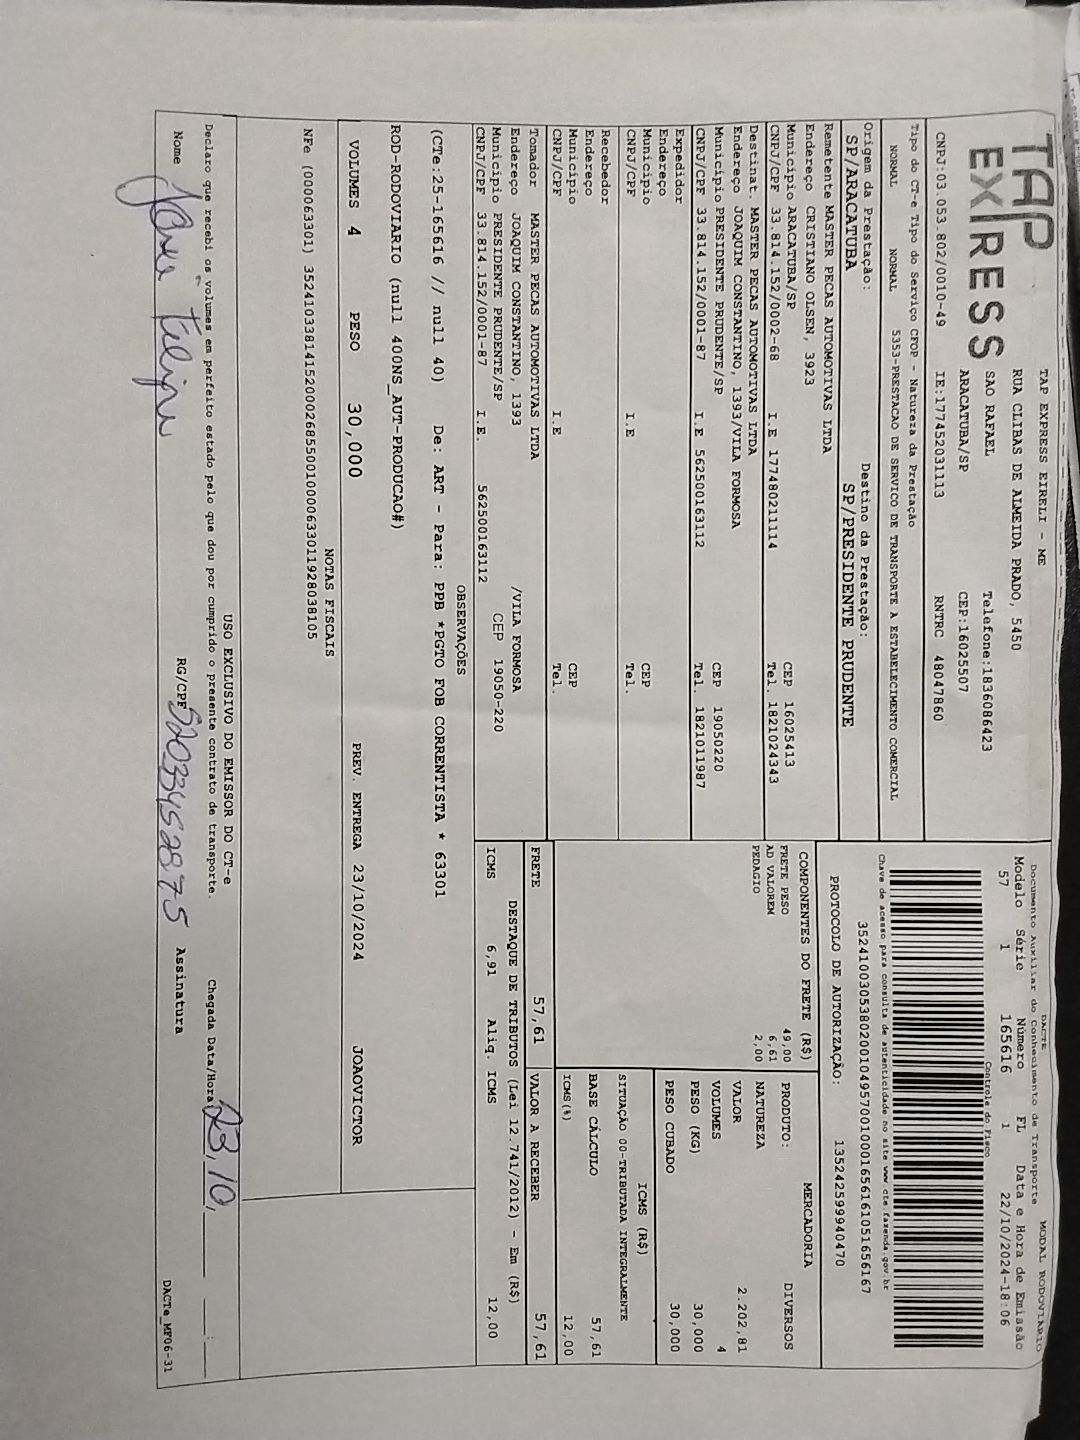 TAP
EXPRESS
TAP EXPRESS EIRELI - ME
RUA CLIBAS DE ALMEIDA PRADO, 5450
SAO RAFAEL Telefone:1836086423
ARACATUBA/SP CEP:16025507
CNPJ:03.053.802/0010-49 IE:177452031113 RNTRC 48047860
Tipo do CT-e Tipo do Serviço CFOP - Natureza da Prestação
NORMAL NORMAL 5353-PRESTACAO DE SERVICO DE TRANSPORTE A ESTABELECIMENTO COMERCIAL
Origem da Prestação: Destino da Prestação:
SP/ARACATUBA SP/PRESIDENTE PRUDENTE
DACTE MODAL RODOVIÁRIO
Documento Auxiliar do Conhecimento de Transporte
Modelo Série Número FL Data e Hora de Emissão
57 1 165616 1 22/10/2024-18:06
Controle do Fisco
Chave de acesso para consulta de autenticidade no site www.cte.fazenda.gov.br
PROTOCOLO DE AUTORIZAÇÃO: 135242599940470
Remetente MASTER PECAS AUTOMOTIVAS LTDA
Endereço CRISTIANO OLSEN, 3923
Município ARACATUBA/SP CEP 16025413
CNPJ/CPF 33.814.152/0002-68 I.E 177480211114 Tel. 1821024343
Destinat. MASTER PECAS AUTOMOTIVAS LTDA
Endereço JOAQUIM CONSTANTINO, 1393/VILA FORMOSA
Município PRESIDENTE PRUDENTE/SP CEP 19050220
CNPJ/CPF 33.814.152/0001-87 I.E 562500163112 Tel. 1821011987
Expedidor
Endereço
Município CEP
CNPJ/CPF I.E Tel.
Recebedor
Endereço
Município CEP
CNPJ/CPF I.E Tel.
Tomador MASTER PECAS AUTOMOTIVAS LTDA
Endereço JOAQUIM CONSTANTINO, 1393 /VILA FORMOSA
Município PRESIDENTE PRUDENTE/SP CEP 19050-220
CNPJ/CPF 33.814.152/0001-87 I.E. 562500163112
COMPONENTES DO FRETE (R$)
FRETE PESO 49,00
AD VALOREM 6,61
PEDAGIO 2,00
MERCADORIA
PRODUTO: DIVERSOS
NATUREZA
VALOR 2.202,81
VOLUMES 4
PESO (KG) 30,000
PESO CUBADO 30,000
ICMS (R$)
SITUAÇÃO 00-TRIBUTADA INTEGRALMENTE
BASE CÁLCULO 57,61
ICMS (%) 12,00
FRETE 57,61 VALOR A RECEBER 57,61
DESTAQUE DE TRIBUTOS (Lei 12.741/2012) - Em (R$)
ICMS 6,91 Aliq. ICMS 12,00
OBSERVAÇÕES
(CTe:25-165616 // null 40) De: ART - Para: PPB *PGTO FOB CORRENTISTA * 63301
ROD-RODOVIARIO (null 400NS_AUT-PRODUCAO#)
VOLUMES 4 PESO 30,000 PREV. ENTREGA 23/10/2024 JOAOVICTOR
NOTAS FISCAIS
USO EXCLUSIVO DO EMISSOR DO CT-e
Declaro que recebi os volumes em perfeito estado pelo que dou por cumprido o presente contrato de transporte. Chegada Data/Hora 23,10,
Nome RG/CPF Assinatura
DACTe_MF06-31